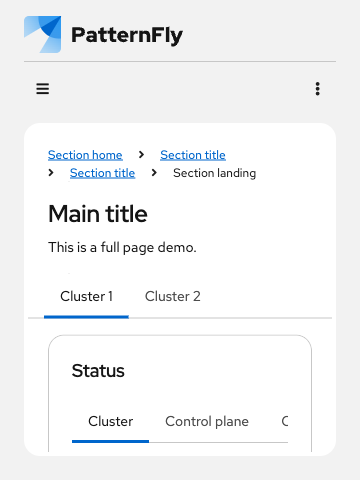 PatternFly
Section home > Section title
> Section title > Section landing
Main title
This is a full page demo.
Cluster 1 Cluster 2
Status
Cluster Control plane